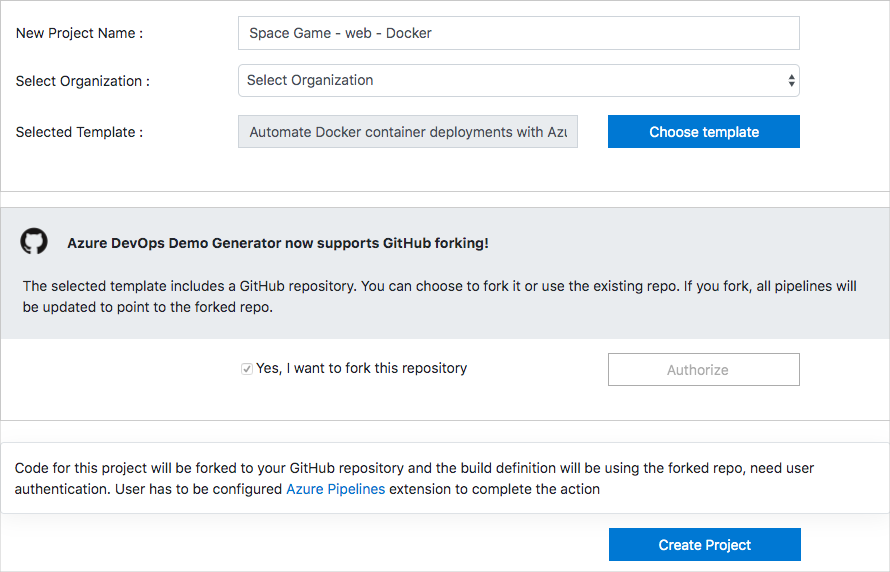 New Project Name :
Space Game - web - Docker
Select Organization :
Select Organization
Selected Template :
Automate Docker container deployments with Azu
Choose template
Azure DevOps Demo Generator now supports GitHub forking!
The selected template includes a GitHub repository. You can choose to fork it or use the existing repo. If you fork, all pipelines will
be updated to point to the forked repo.
Yes, I want to fork this repository
Authorize
Code for this project will be forked to your GitHub repository and the build definition will be using the forked repo, need user
authentication. User has to be configured Azure Pipelines extension to complete the action
Create Project